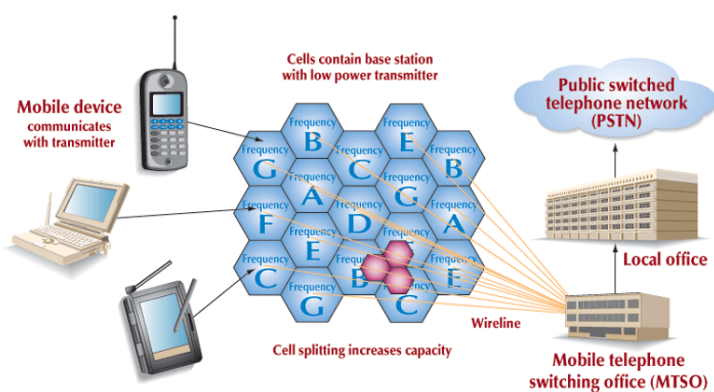 Cells contain base station
with low power transmitter
Mobile device
communicates
with transmitter
Public switched
telephone network
(PSTN)
Frequency
B
Frequency
E
Frequency
G
Frequency
C
Frequency
B
Frequency
A
Frequency
G
Frequency
F
Frequency
D
Frequency
A
Frequency
E
Frequency
Frequency
C
Frequency
B
Frequency
E
Frequency
G
C
Local office
Wireline
Cell splitting increases capacity
Mobile telephone
switching office (MTSO)